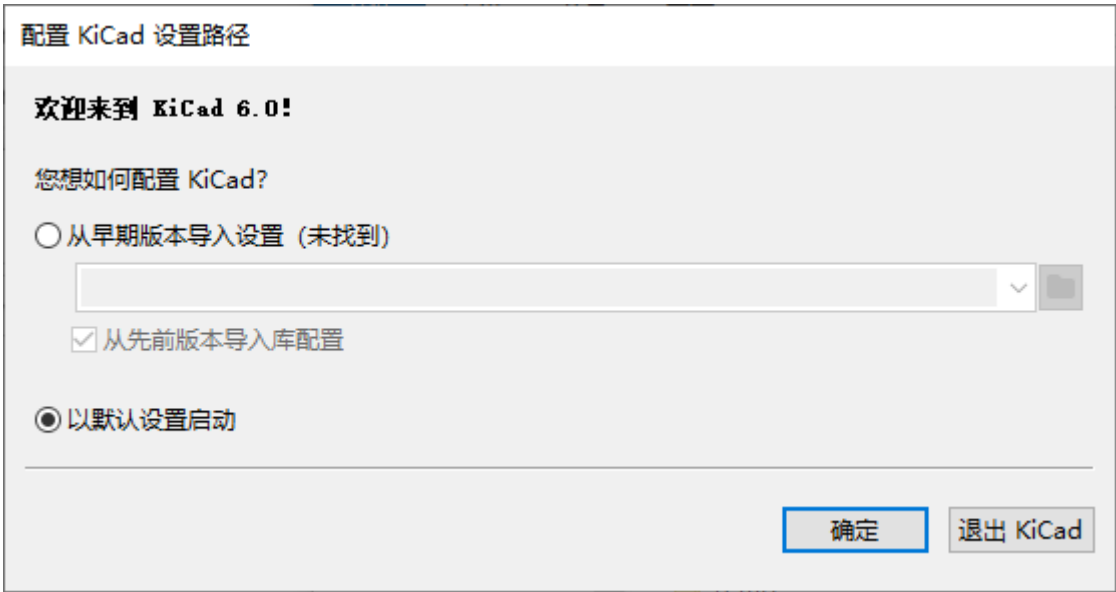 配置 KiCad 设置路径
欢迎来到 KiCad 6.0!
您想如何配置 KiCad?
从早期版本导入设置 (未找到)
从先前版本导入库配置
以默认设置启动
确定 退出 KiCad